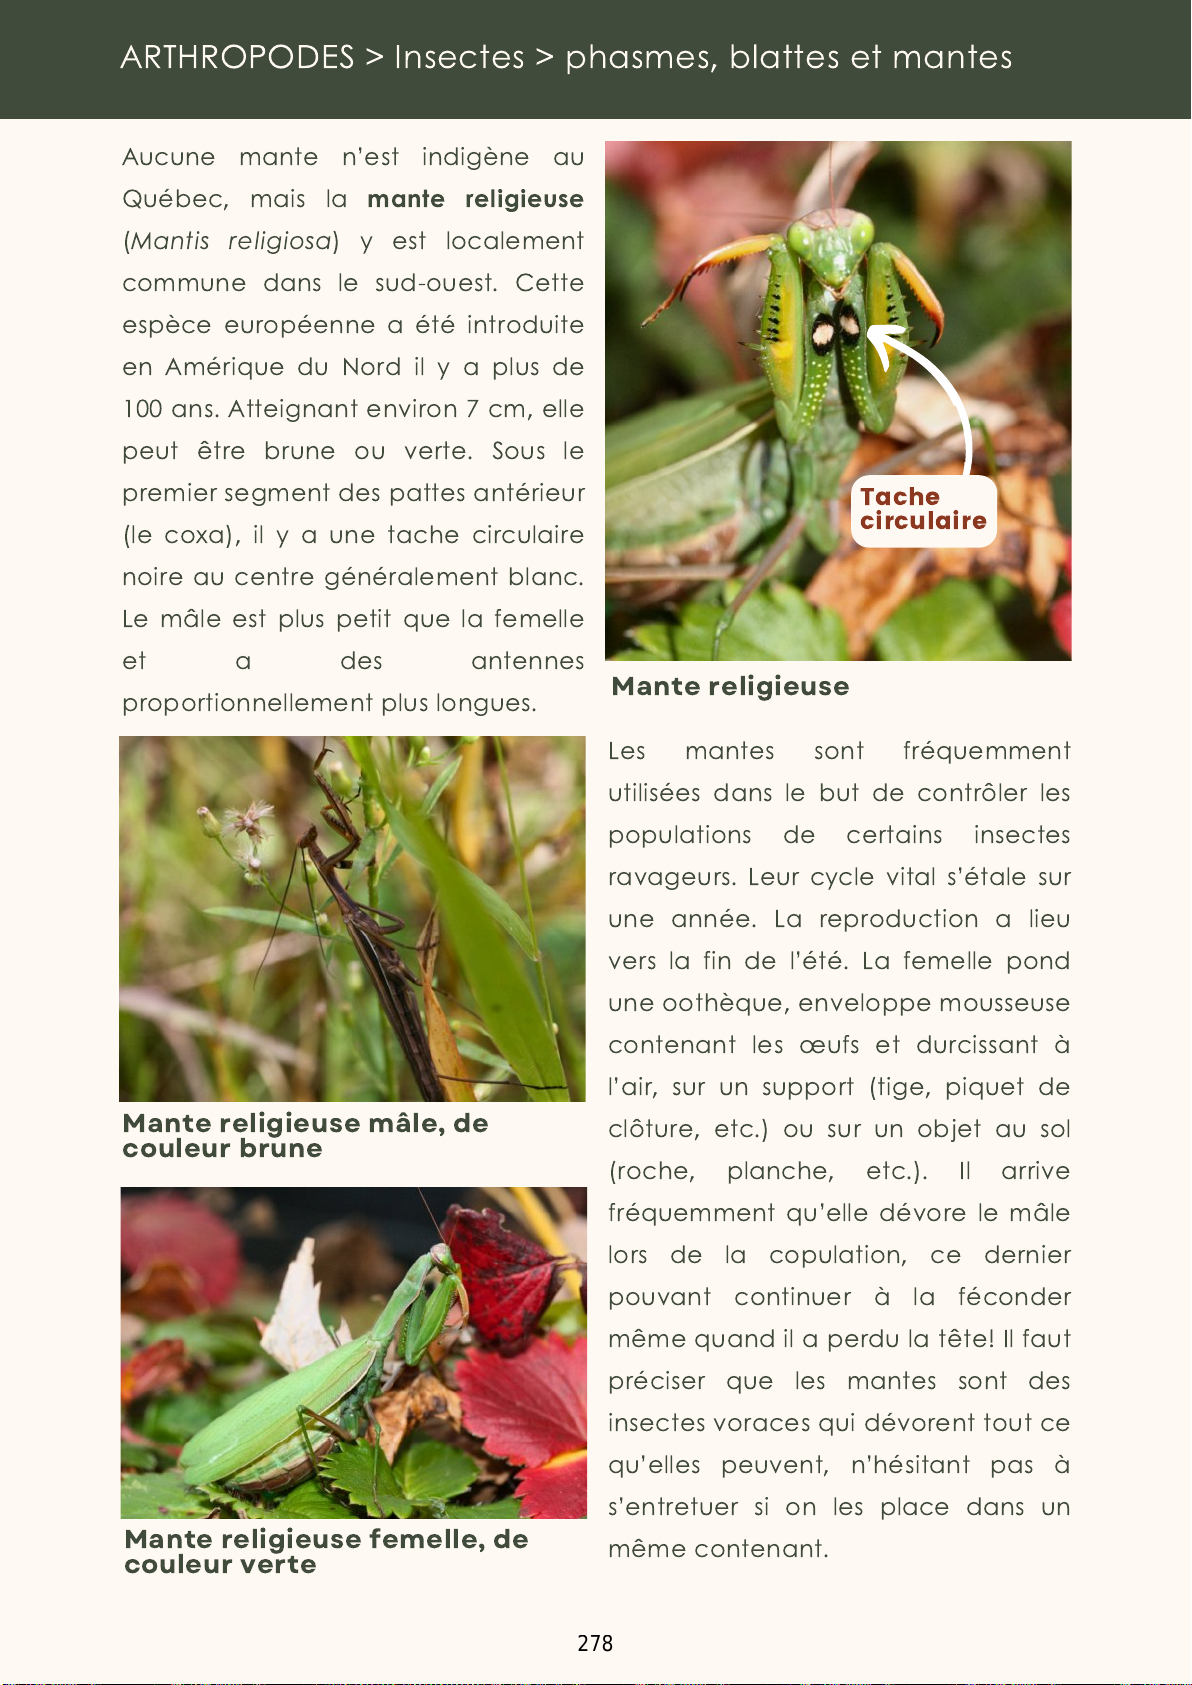 ARTHROPODES > Insectes > phasmes, blattes et mantes
Aucune mante n’est indigène au
Québec, mais la mante religieuse
(Mantis religiosa) y est localement
commune dans le sud-ouest. Cette
espèce européenne a été introduite
en Amérique du Nord il y a plus de
100 ans. Atteignant environ 7 cm, elle
peut être brune ou verte. Sous le
premier segment des pattes antérieur
(le coxa), il y a une tache circulaire
noire au centre généralement blanc.
Le mâle est plus petit que la femelle
et a des antennes
proportionnellement plus longues.
Mante religieuse mâle, de
couleur brune
Mante religieuse femelle, de
couleur verte
Tache
circulaire
Mante religieuse
Les mantes sont fréquemment
utilisées dans le but de contrôler les
populations de certains insectes
ravageurs. Leur cycle vital s’étale sur
une année. La reproduction a lieu
vers la fin de l’été. La femelle pond
une oothèque, enveloppe mousseuse
contenant les œufs et durcissant à
l’air, sur un support (tige, piquet de
clôture, etc.) ou sur un objet au sol
(roche, planche, etc.). Il arrive
fréquemment qu’elle dévore le mâle
lors de la copulation, ce dernier
pouvant continuer à la féconder
même quand il a perdu la tête! Il faut
préciser que les mantes sont des
insectes voraces qui dévorent tout ce
qu’elles peuvent, n’hésitant pas à
s’entretuer si on les place dans un
même contenant.
278